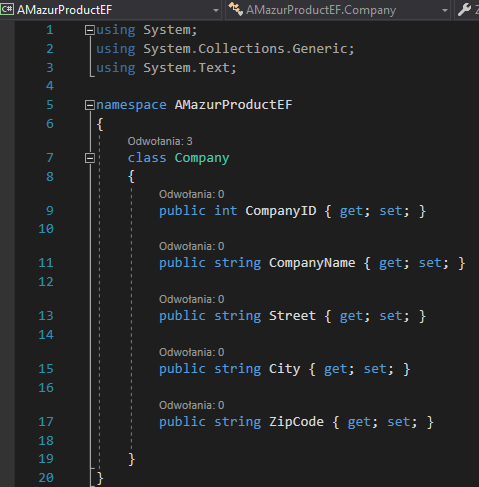 C# AMazurProductEF AMazurProductEF.Company
1 using System;
2 using System.Collections.Generic;
3 using System.Text;
4
5 namespace AMazurProductEF
6 {
Odwołania: 3
7 class Company
8 {
Odwołania: 0
9 public int CompanyID { get; set; }
10
Odwołania: 0
11 public string CompanyName { get; set; }
12
Odwołania: 0
13 public string Street { get; set; }
14
Odwołania: 0
15 public string City { get; set; }
16
Odwołania: 0
17 public string ZipCode { get; set; }
18
19 }
20 }